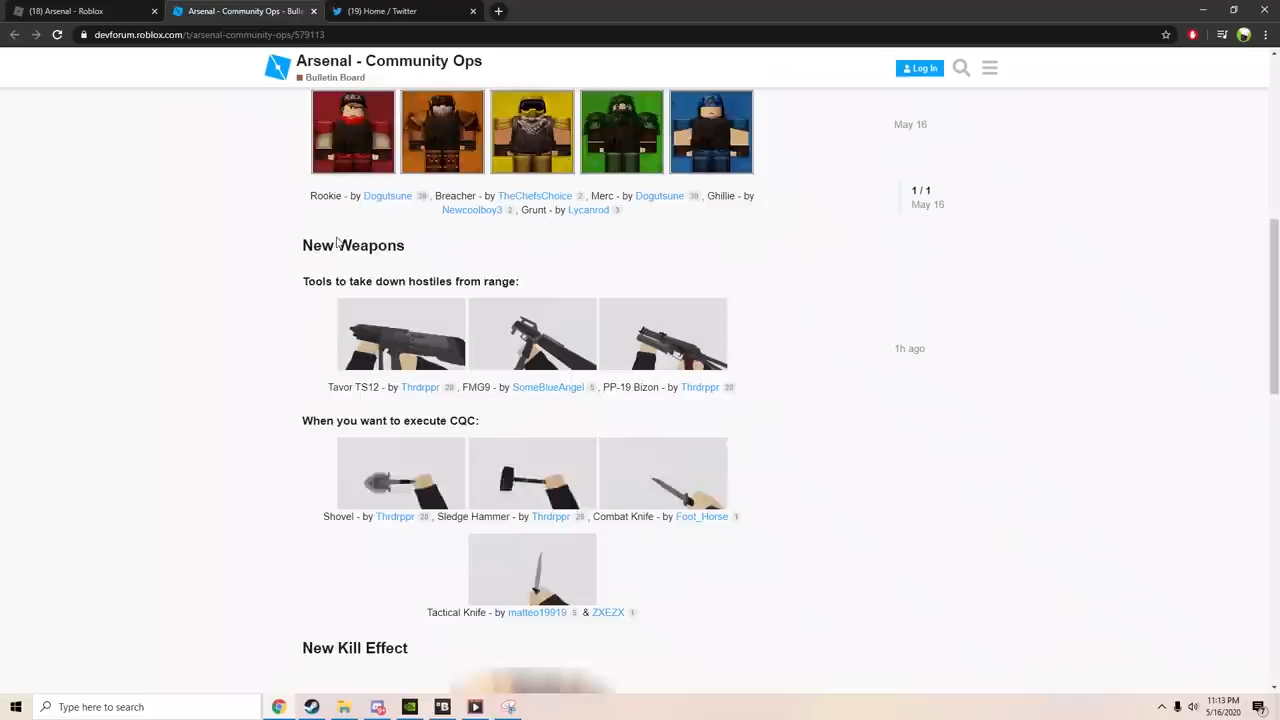 (18) Arsenal - Roblox
Arsenal - Community Ops - Bulle
(19) Home / Twitter
devforum.roblox.com/t/arsenal-community-ops/579113
Arsenal - Community Ops
Bulletin Board
Log In
May 16
1 / 1
May 16
1h ago
Rookie - by Dogutsune 39 , Breacher - by TheChefsChoice 2 , Merc - by Dogutsune 39 , Ghillie - by
Newcoolboy3 2 , Grunt - by Lycanrod 3
New Weapons
Tools to take down hostiles from range:
Tavor TS12 - by Thrdrppr 28 , FMG9 - by SomeBlueAngel 5 , PP-19 Bizon - by Thrdrppr 28
When you want to execute CQC:
Shovel - by Thrdrppr 28 , Sledge Hammer - by Thrdrppr 28 , Combat Knife - by Foot_Horse 1
Tactical Knife - by matteo19919 5 & ZXEZX 1
New Kill Effect
Type here to search
11:13 PM
5/16/2020